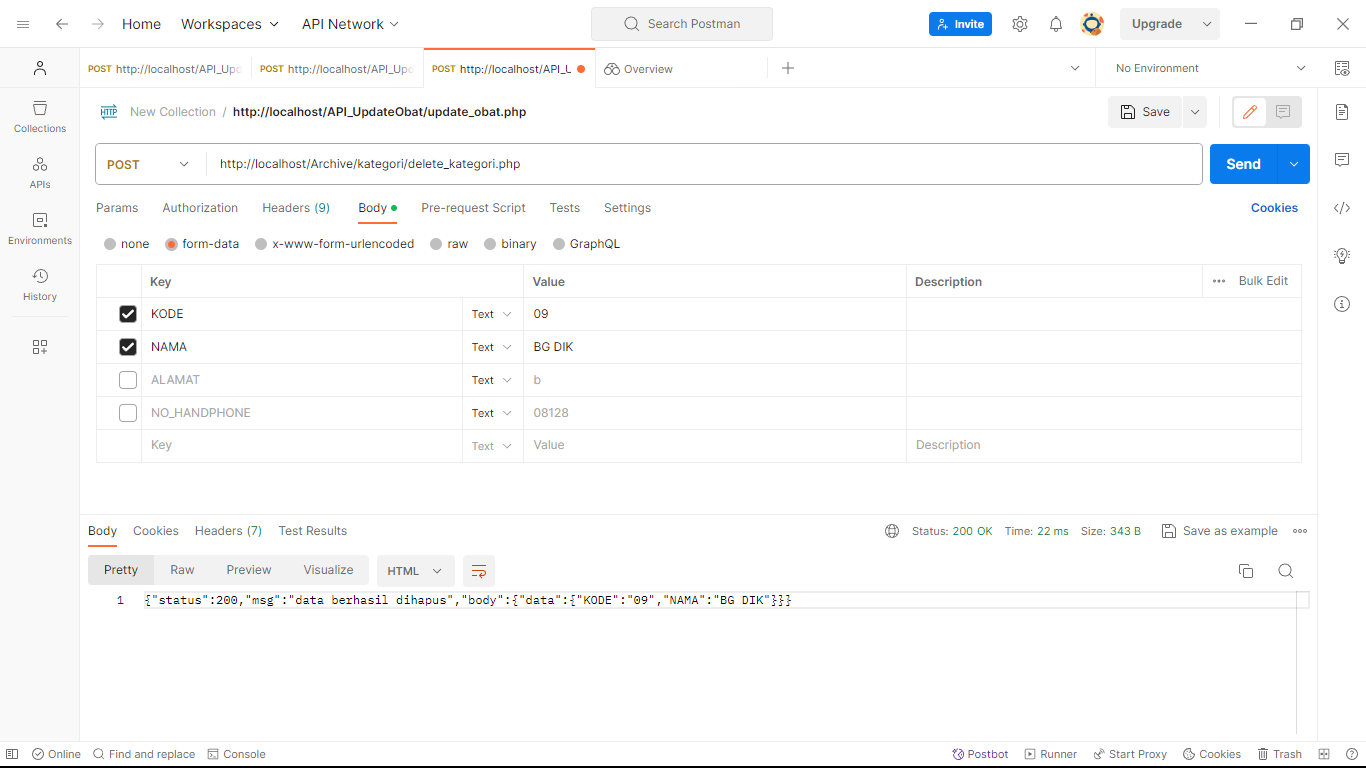 Home Workspaces API Network Search Postman Invite Upgrade
POST http://localhost/API_Upd POST http://localhost/API_Upd POST http://localhost/API_U Overview No Environment
HTTP New Collection / http://localhost/API_UpdateObat/update_obat.php Save
POST http://localhost/Archive/kategori/delete_kategori.php Send
Params Authorization Headers (9) Body Pre-request Script Tests Settings Cookies
none form-data x-www-form-urlencoded raw binary GraphQL
Key Value Description Bulk Edit
KODE Text 09
NAMA Text BG DIK
ALAMAT Text b
NO_HANDPHONE Text 08128
Key Text Value Description
Collections
APIs
Environments
History
Body Cookies Headers (7) Test Results Status: 200 OK Time: 22 ms Size: 343 B Save as example
Pretty Raw Preview Visualize HTML
1 {"status":200,"msg":"data berhasil dihapus","body":{"data":{"KODE":"09","NAMA":"BG DIK"}}}
Online Find and replace Console Postbot Runner Start Proxy Cookies Trash